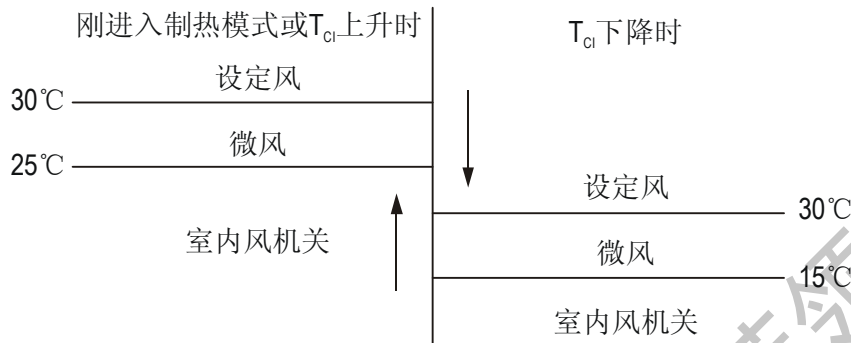 刚进入制热模式或T_CI上升时
T_CI下降时
设定风
30℃
微风
25℃
室内风机关
设定风
30℃
微风
15℃
室内风机关